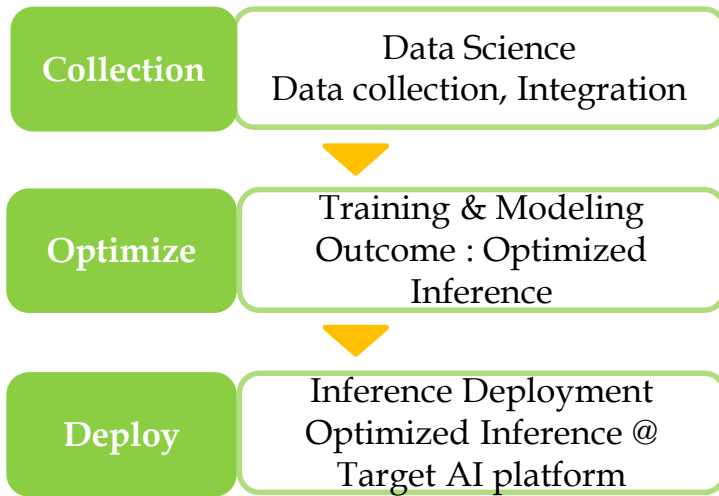 Collection
Data Science
Data collection, Integration
Optimize
Training & Modeling
Outcome : Optimized
Inference
Deploy
Inference Deployment
Optimized Inference @
Target AI platform